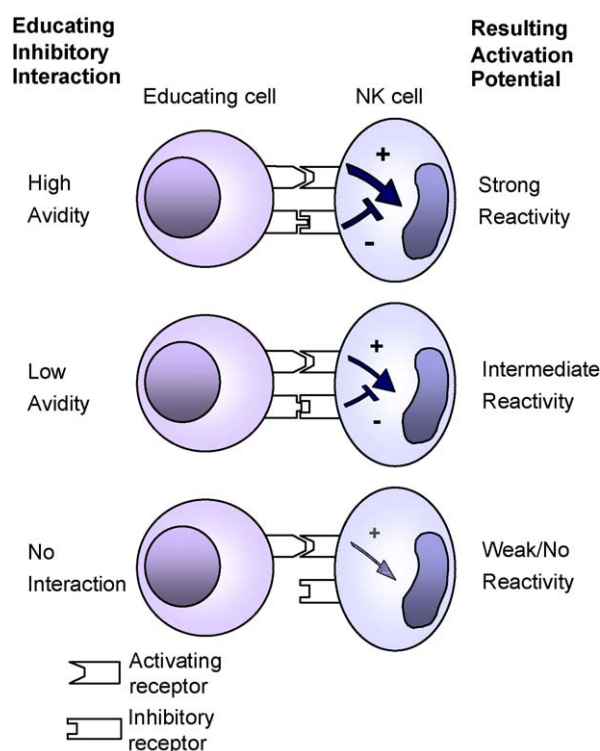 Educating
Inhibitory
Interaction
Resulting
Activation
Potential
Educating cell
NK cell
High
Avidity
+
-
Strong
Reactivity
Low
Avidity
+
-
Intermediate
Reactivity
No
Interaction
+
Weak/No
Reactivity
Activating
receptor
Inhibitory
receptor